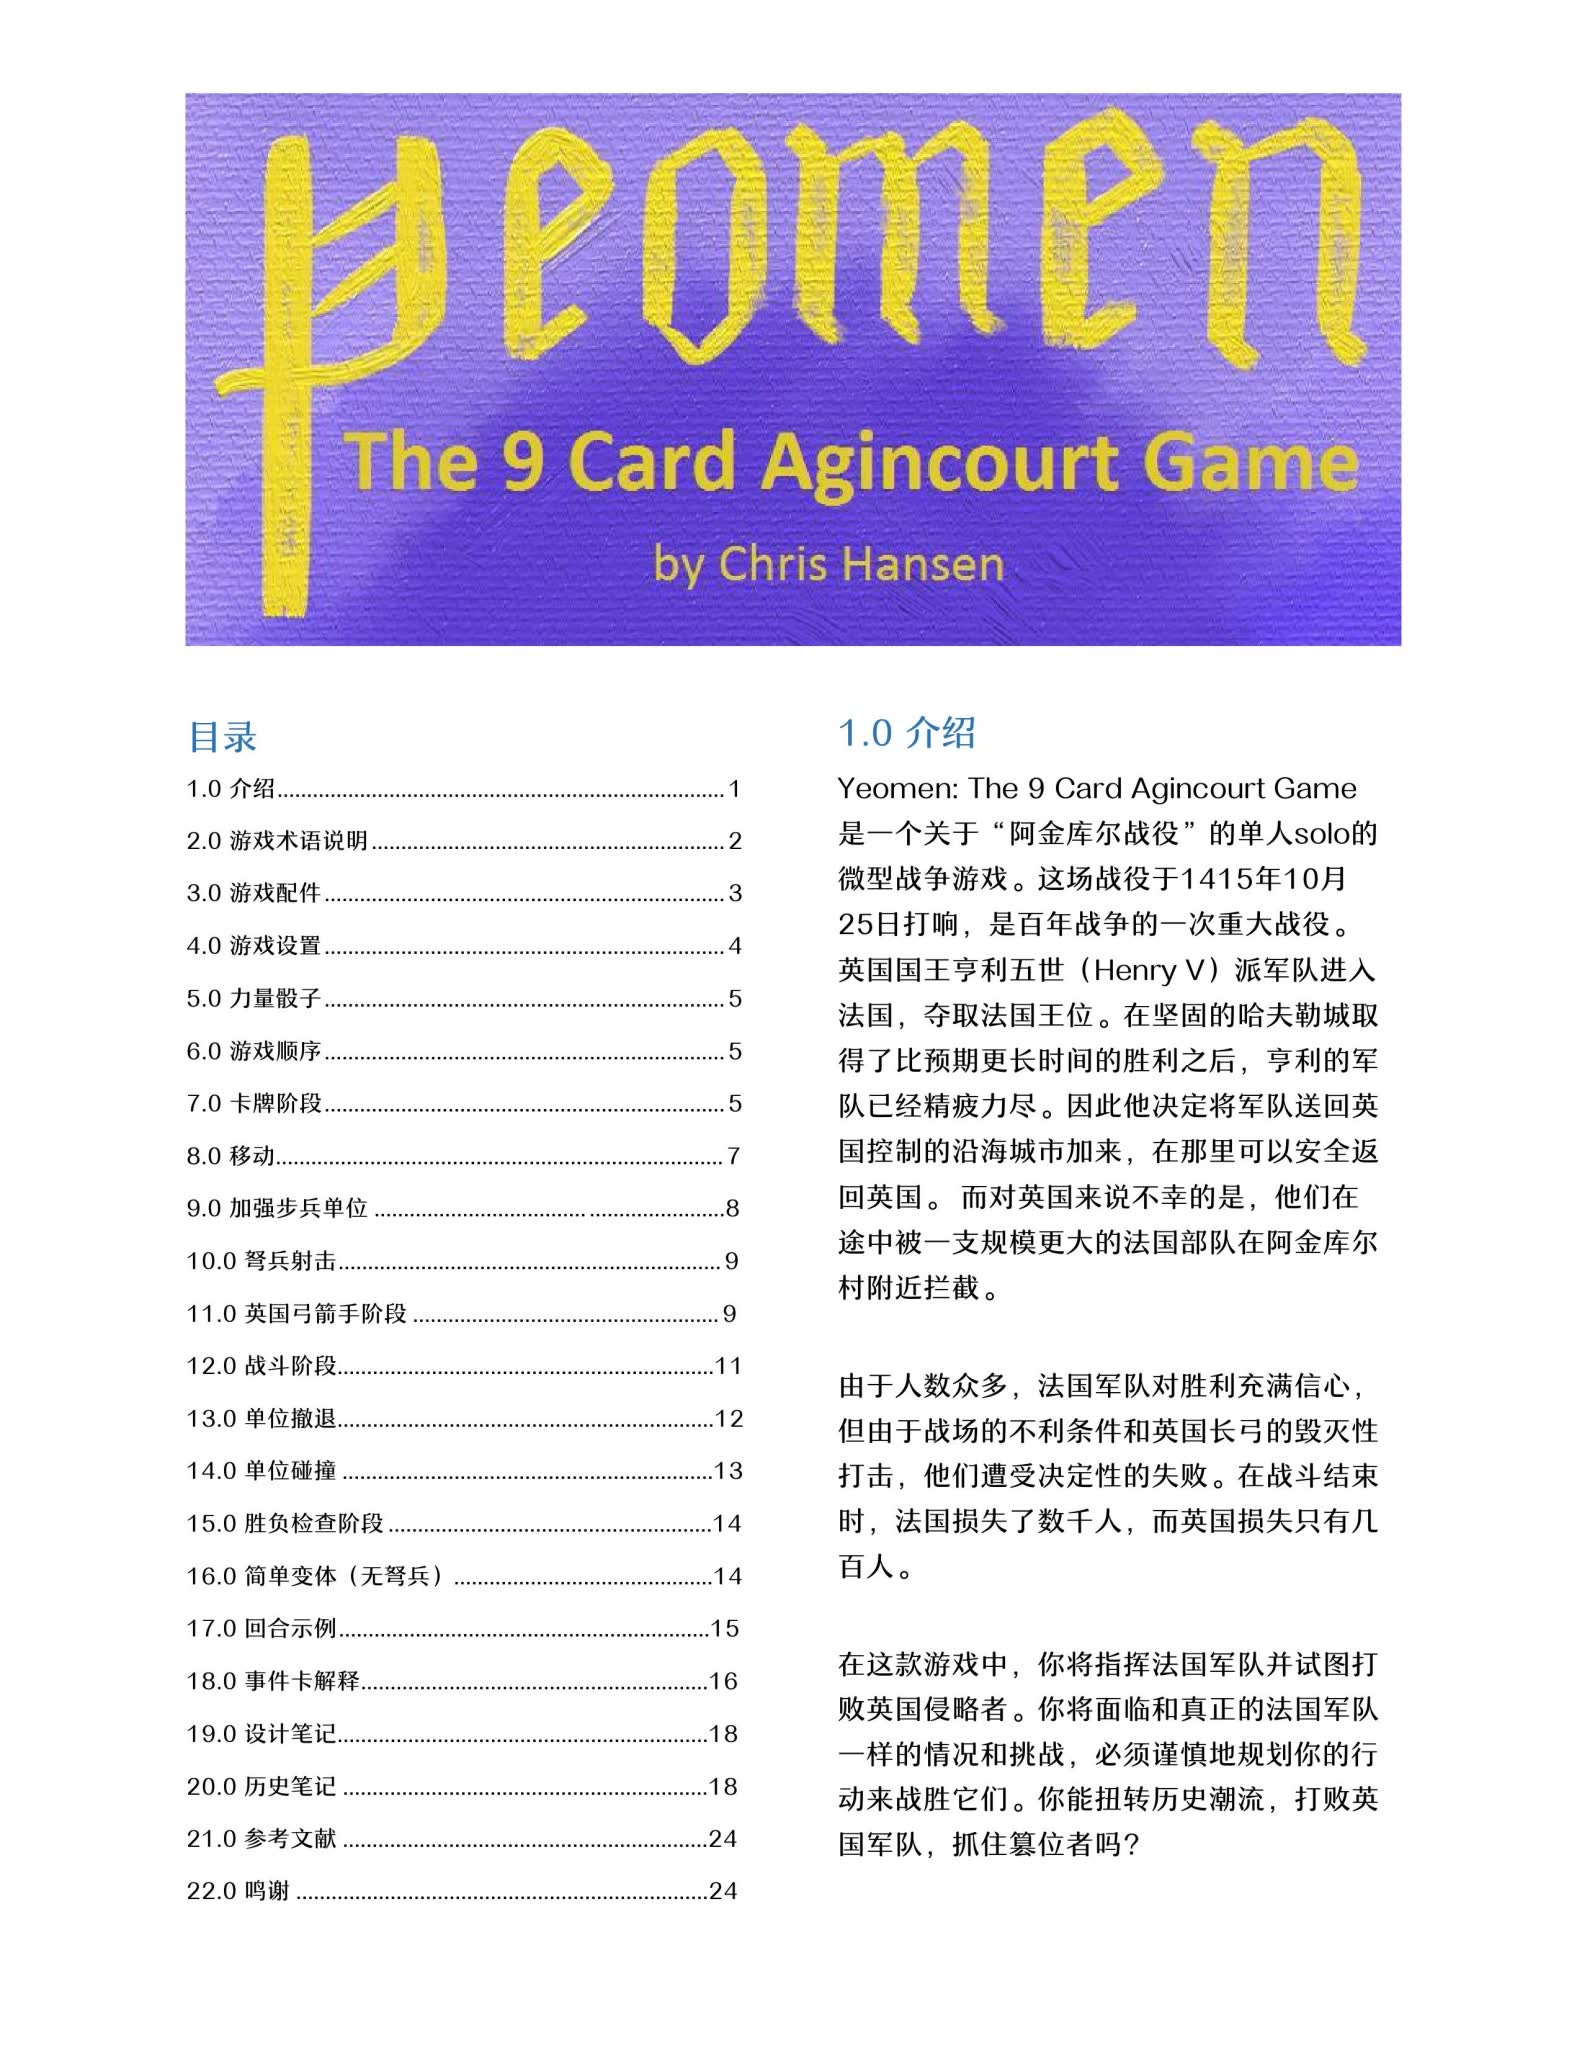 Yeomen
The 9 Card Agincourt Game
by Chris Hansen
目录
1.0 介绍...........................................................................1
2.0 游戏术语说明...........................................................2
3.0 游戏配件...................................................................3
4.0 游戏设置...................................................................4
5.0 力量骰子...................................................................5
6.0 游戏顺序...................................................................5
7.0 卡牌阶段...................................................................5
8.0 移动...........................................................................7
9.0 加强步兵单位 ...........................................................8
10.0 弩兵射击................................................................9
11.0 英国弓箭手阶段 ....................................................9
12.0 战斗阶段...............................................................11
13.0 单位撤退...............................................................12
14.0 单位碰撞 ..............................................................13
15.0 胜负检查阶段 ......................................................14
16.0 简单变体（无弩兵） ...........................................14
17.0 回合示例..............................................................15
18.0 事件卡解释..........................................................16
19.0 设计笔记..............................................................18
20.0 历史笔记 .............................................................18
21.0 参考文献 .............................................................24
22.0 鸣谢 .....................................................................24
1.0 介绍
Yeomen: The 9 Card Agincourt Game
是一个关于“阿金库尔战役”的单人solo的
微型战争游戏。这场战役于1415年10月
25日打响，是百年战争的一次重大战役。
英国国王亨利五世（Henry V）派军队进入
法国，夺取法国王位。在坚固的哈夫勒城取
得了比预期更长时间的胜利之后，亨利的军
队已经精疲力尽。因此他决定将军队送回英
国控制的沿海城市加来，在那里可以安全返
回英国。 而对英国来说不幸的是，他们在
途中被一支规模更大的法国部队在阿金库尔
村附近拦截。
由于人数众多，法国军队对胜利充满信心，
但由于战场的不利条件和英国长弓的毁灭性
打击，他们遭受决定性的失败。在战斗结束
时，法国损失了数千人，而英国损失只有几
百人。
在这款游戏中，你将指挥法国军队并试图打
败英国侵略者。你将面临和真正的法国军队
一样的情况和挑战，必须谨慎地规划你的行
动来战胜它们。你能扭转历史潮流，打败英
国军队，抓住篡位者吗？